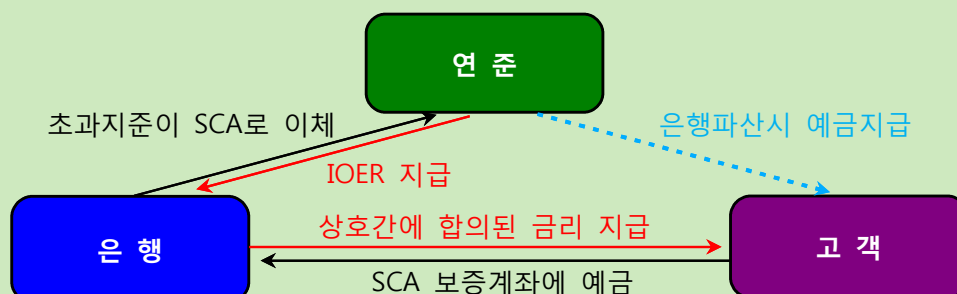 연 준
초과지준이 SCA로 이체
은행파산시 예금지급
IOER 지급
상호간에 합의된 금리 지급
은 행
고 객
SCA 보증계좌에 예금